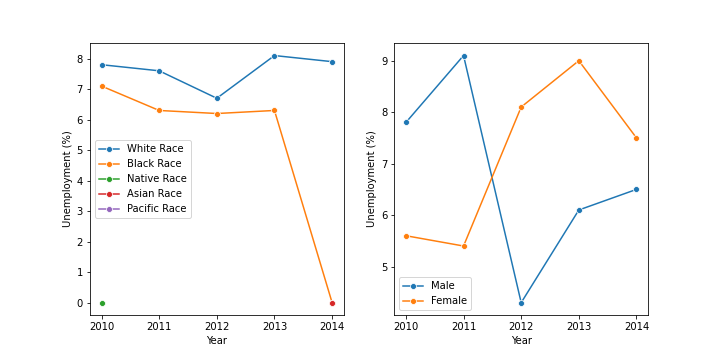 8
7
6
5
4
3
2
1
0
Unemployment (%)
White Race
Black Race
Native Race
Asian Race
Pacific Race
2010 2011 2012 2013 2014
Year
9
8
7
6
5
Unemployment (%)
Male
Female
2010 2011 2012 2013 2014
Year